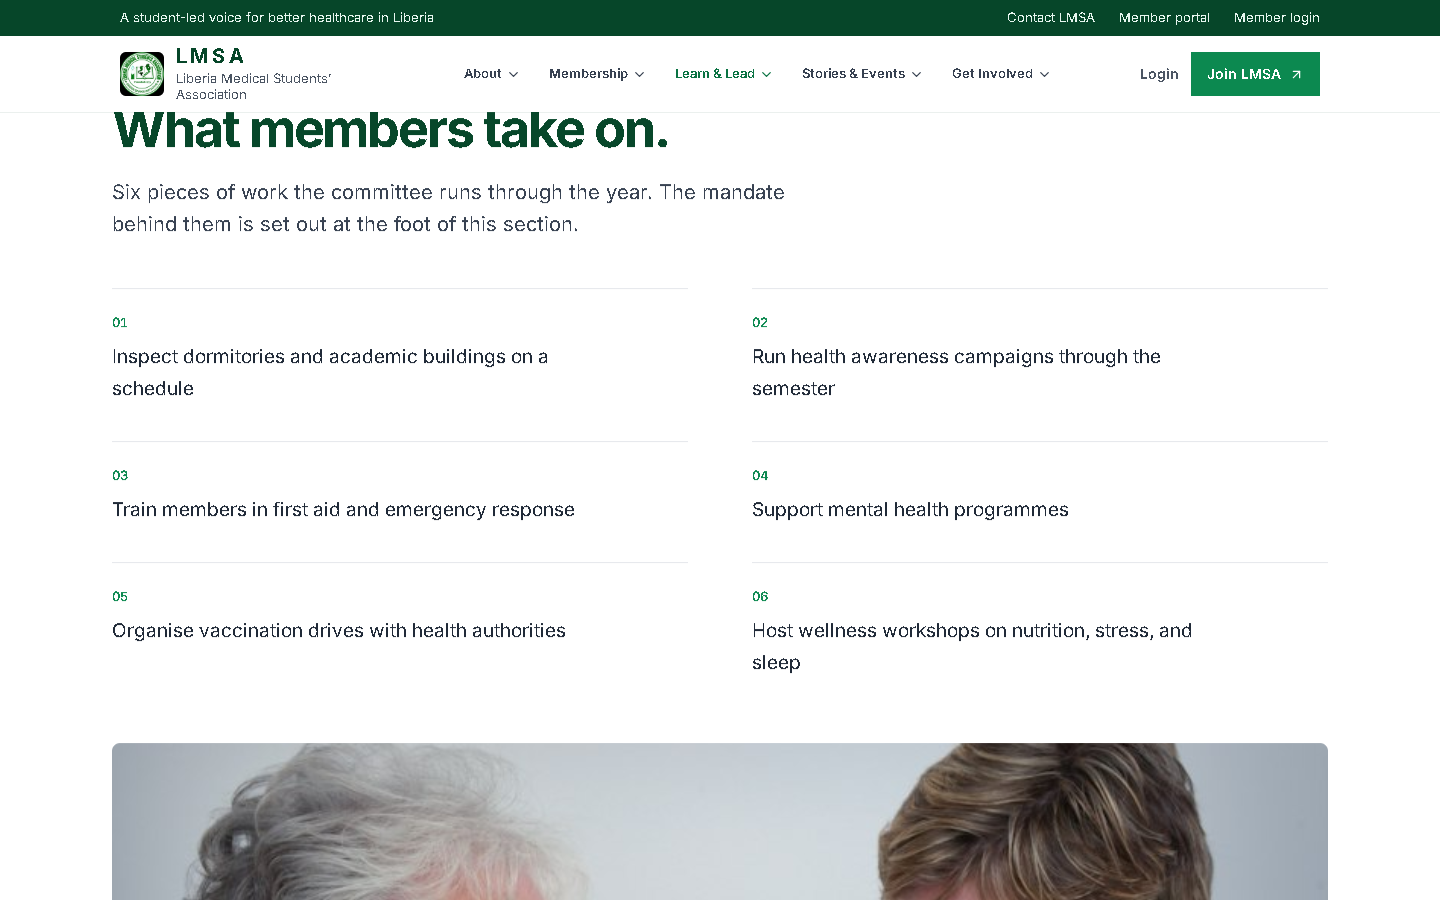 A student-led voice for better healthcare in Liberia
Contact LMSA Member portal Member login
LMSA
Liberia Medical Students’
Association
About Membership Learn & Lead Stories & Events Get Involved
Login Join LMSA
What members take on.
Six pieces of work the committee runs through the year. The mandate
behind them is set out at the foot of this section.
01
Inspect dormitories and academic buildings on a
schedule
02
Run health awareness campaigns through the
semester
03
Train members in first aid and emergency response
04
Support mental health programmes
05
Organise vaccination drives with health authorities
06
Host wellness workshops on nutrition, stress, and
sleep